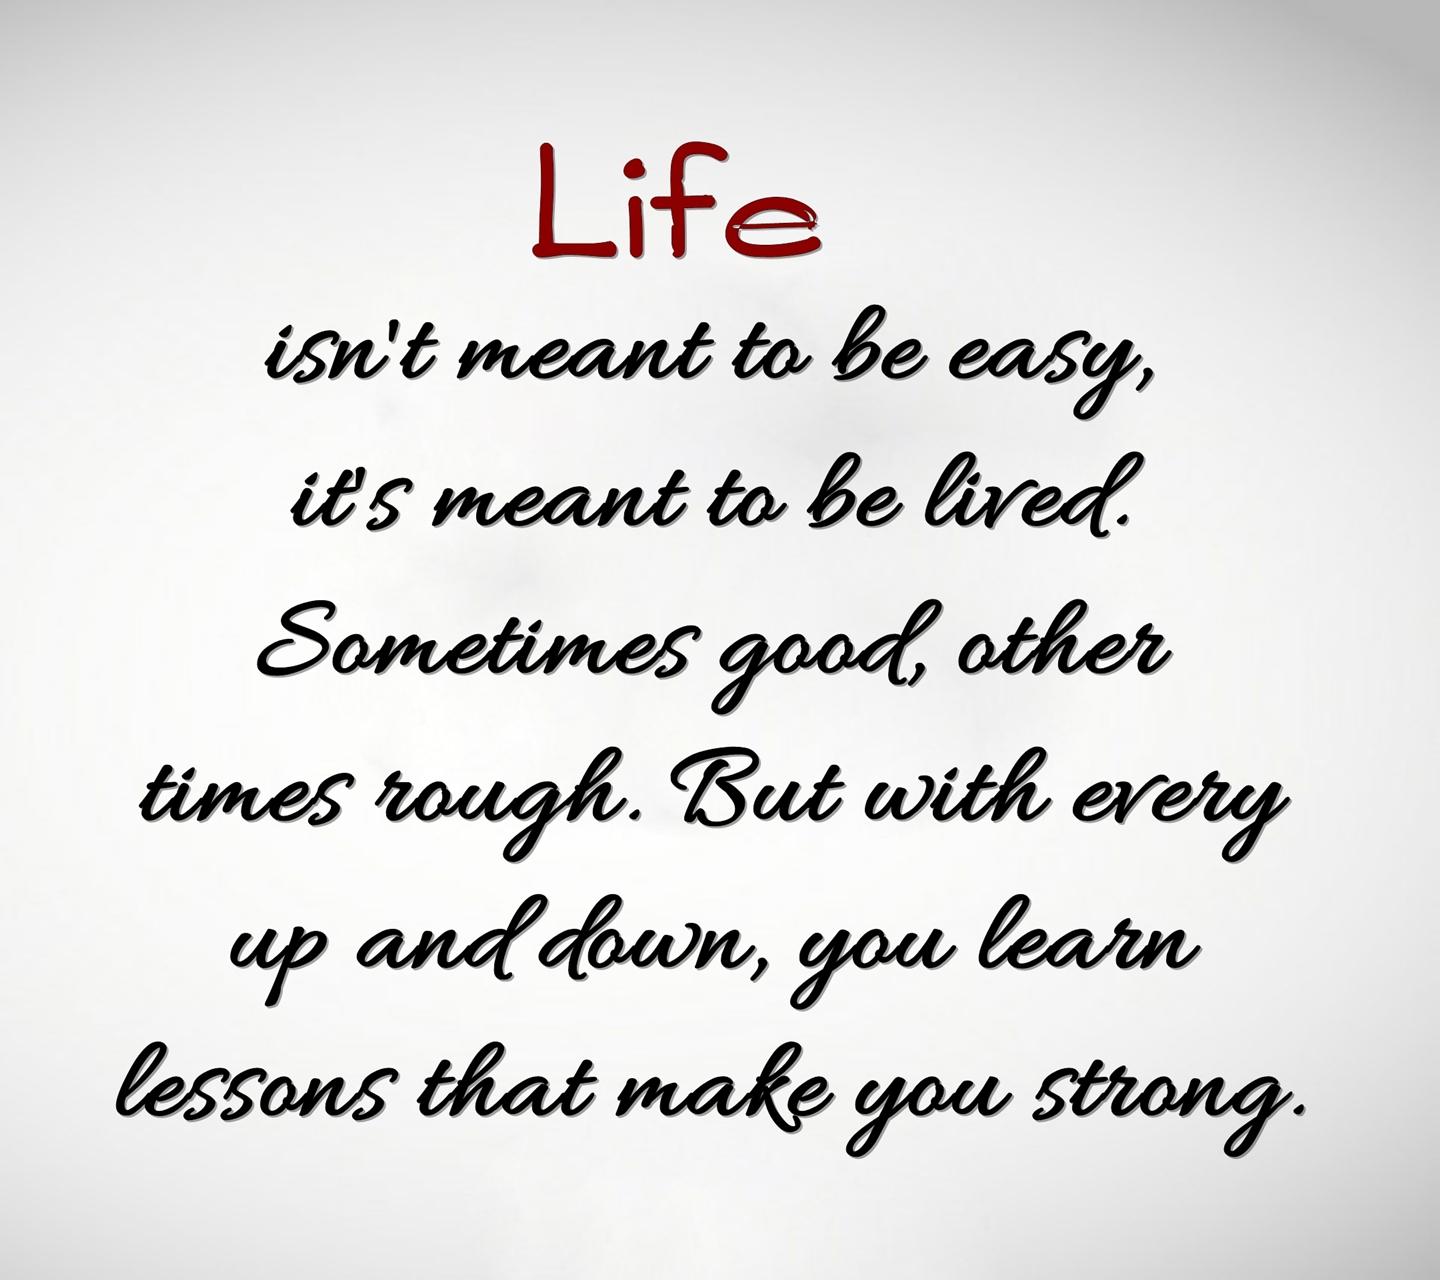 Life
isn't meant to be easy,
it's meant to be lived.
Sometimes good, other
times rough. But with every
up and down, you learn
lessons that make you strong.